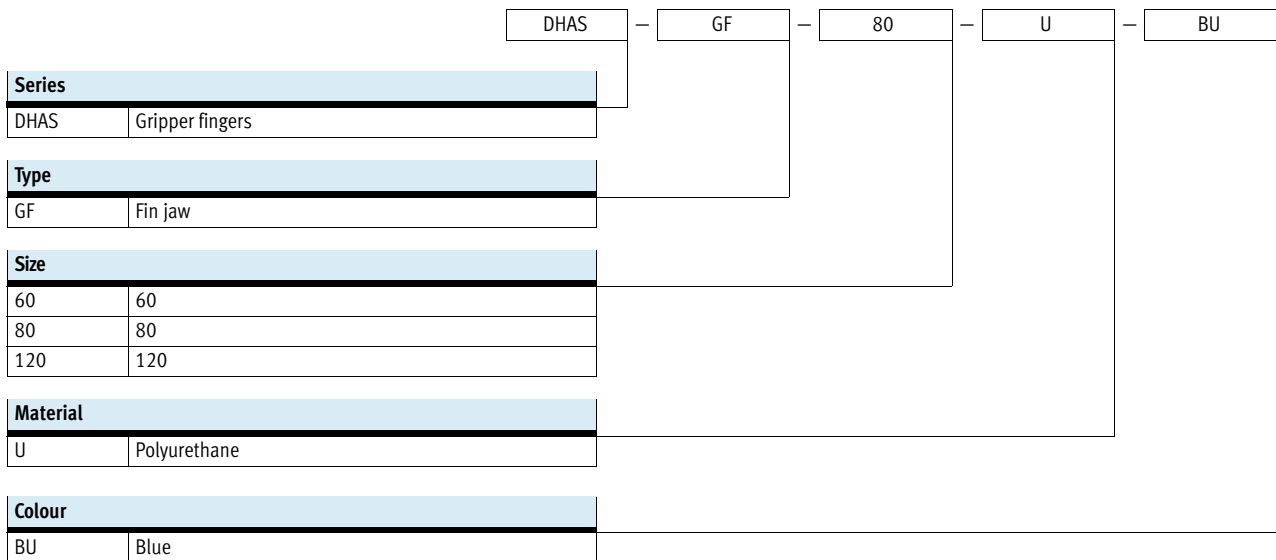 DHAS — GF — 80 — U — BU
Series
DHAS Gripper fingers
Type
GF Fin jaw
Size
60 60
80 80
120 120
Material
U Polyurethane
Colour
BU Blue